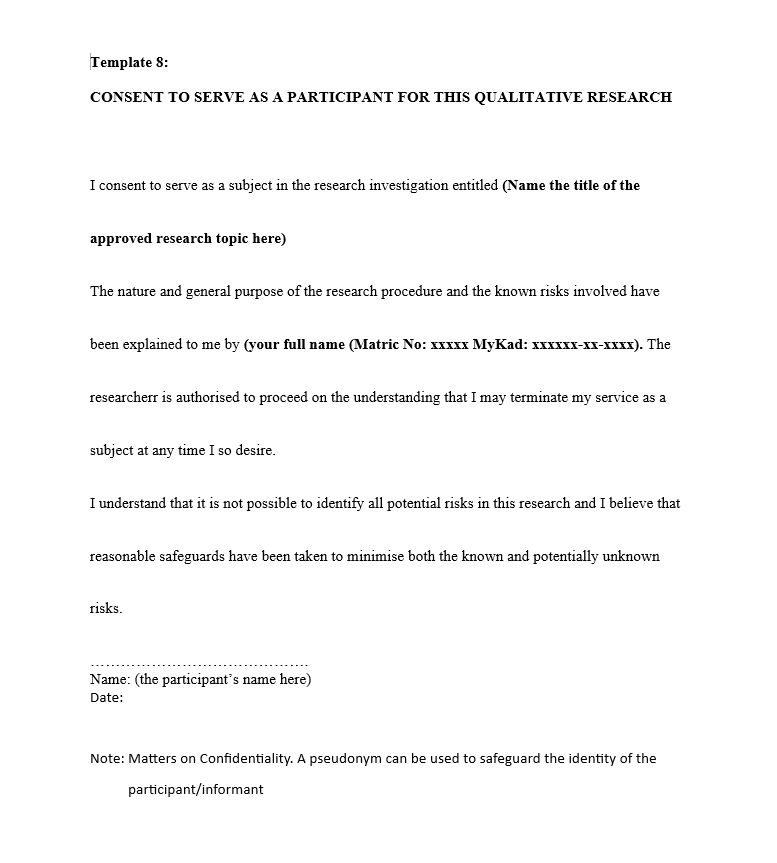 Template 8:
CONSENT TO SERVE AS A PARTICIPANT FOR THIS QUALITATIVE RESEARCH
I consent to serve as a subject in the research investigation entitled (Name the title of the
approved research topic here)
The nature and general purpose of the research procedure and the known risks involved have
been explained to me by (your full name (Matric No: xxxxx MyKad: xxxxxx-xx-xxxx). The
researcherr is authorised to proceed on the understanding that I may terminate my service as a
subject at any time I so desire.
I understand that it is not possible to identify all potential risks in this research and I believe that
reasonable safeguards have been taken to minimise both the known and potentially unknown
risks.
…………………………………….
Name: (the participant’s name here)
Date:
Note: Matters on Confidentiality. A pseudonym can be used to safeguard the identity of the
participant/informant